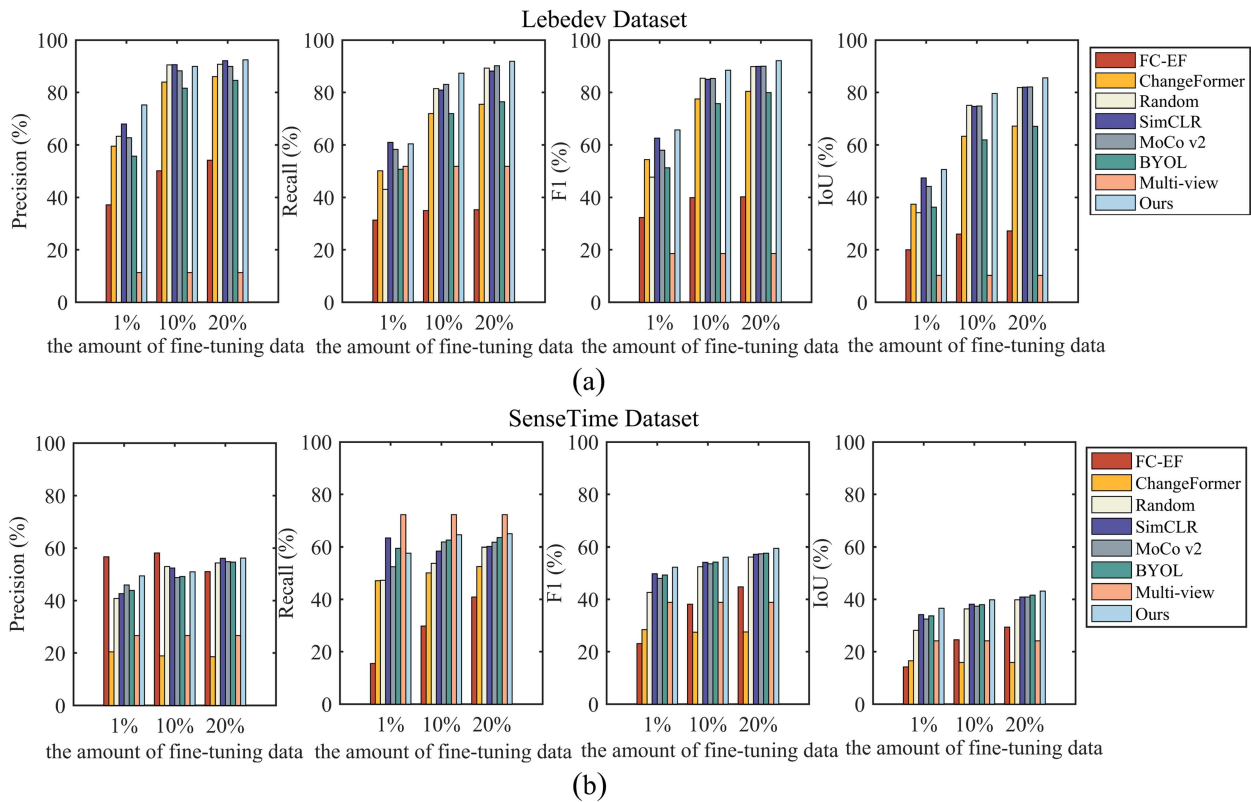 Lebedev Dataset
Precision (%)
100
80
60
40
20
0
1% 10% 20%
the amount of fine-tuning data
Recall (%)
100
80
60
40
20
0
1% 10% 20%
the amount of fine-tuning data
F1 (%)
100
80
60
40
20
0
1% 10% 20%
the amount of fine-tuning data
IoU (%)
100
80
60
40
20
0
1% 10% 20%
the amount of fine-tuning data
FC-EF
ChangeFormer
Random
SimCLR
MoCo v2
BYOL
Multi-view
Ours
(a)
SenseTime Dataset
Precision (%)
100
80
60
40
20
0
1% 10% 20%
the amount of fine-tuning data
Recall (%)
100
80
60
40
20
0
1% 10% 20%
the amount of fine-tuning data
F1 (%)
100
80
60
40
20
0
1% 10% 20%
the amount of fine-tuning data
IoU (%)
100
80
60
40
20
0
1% 10% 20%
the amount of fine-tuning data
FC-EF
ChangeFormer
Random
SimCLR
MoCo v2
BYOL
Multi-view
Ours
(b)